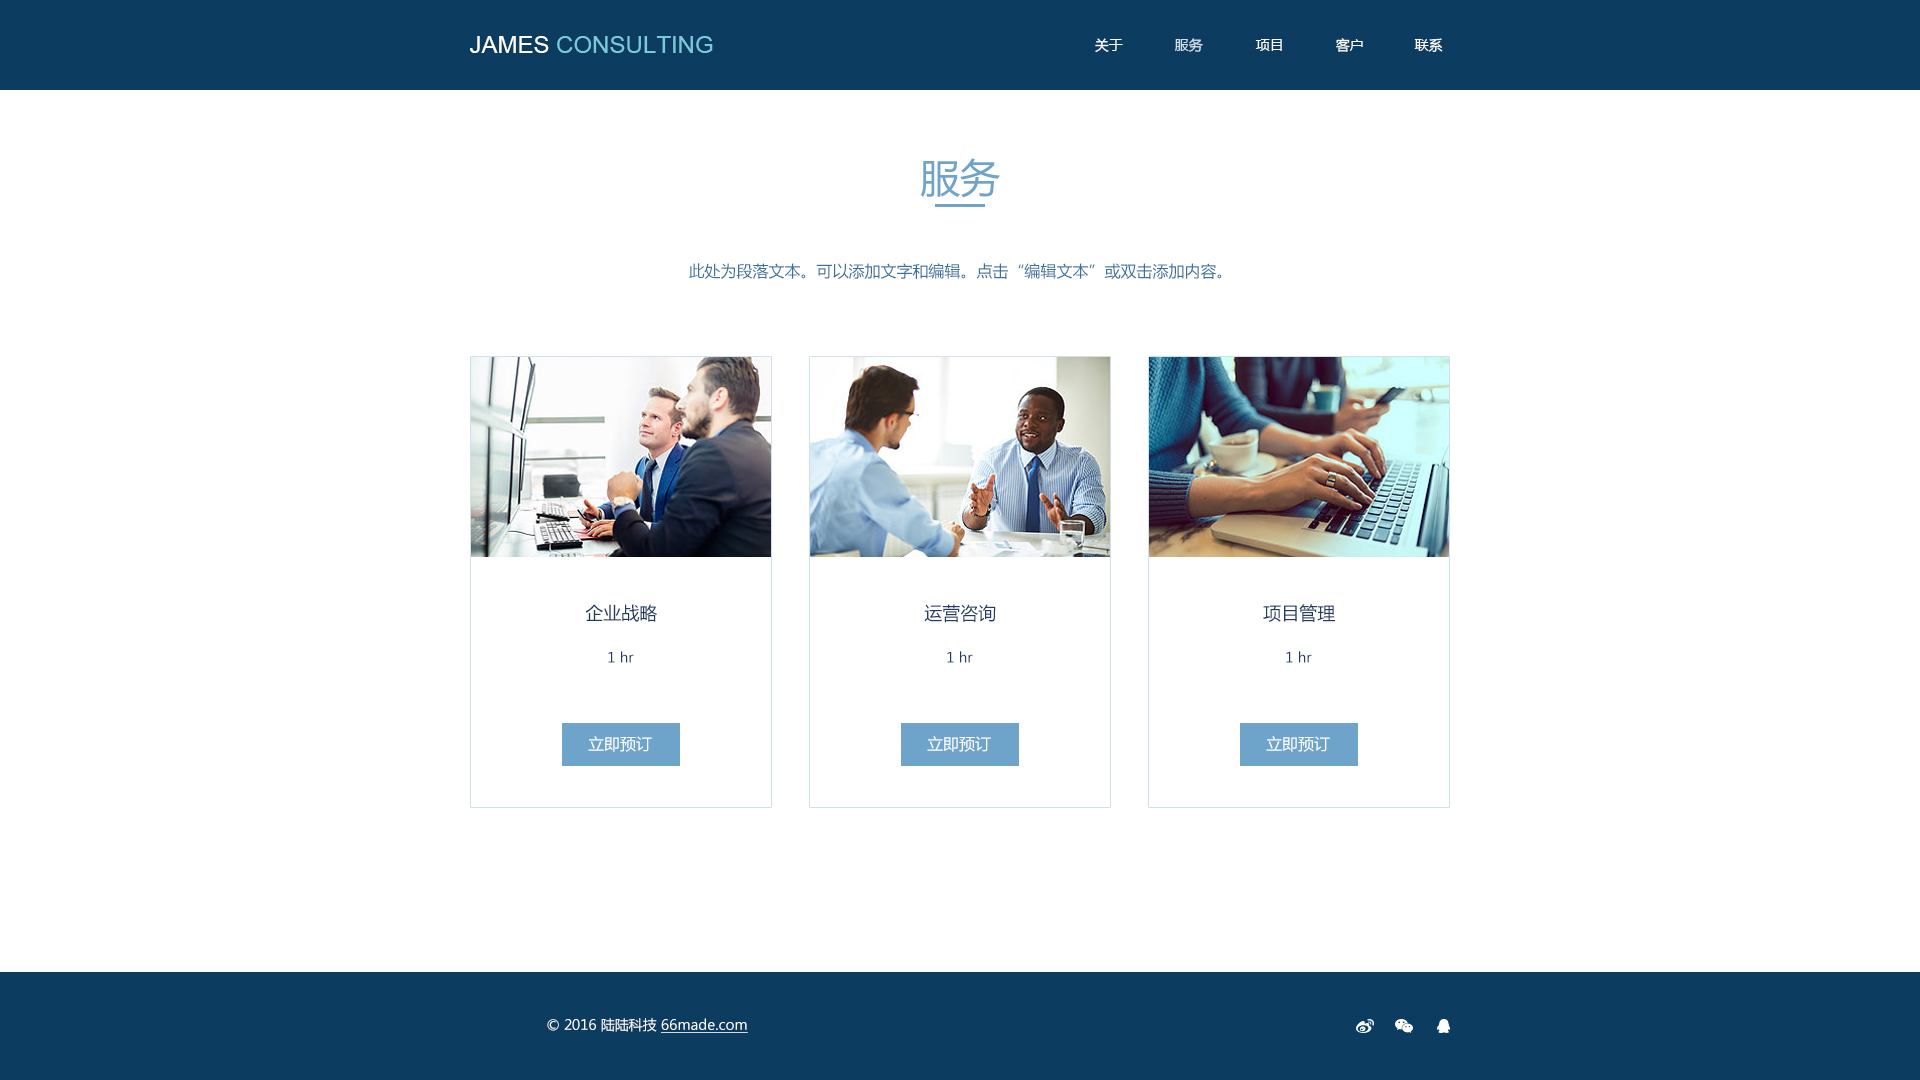 JAMES CONSULTING
关于 服务 项目 客户 联系
服务
此处为段落文本。可以添加文字和编辑。点击“编辑文本”或双击添加内容。
企业战略
1 hr
立即预订
运营咨询
1 hr
立即预订
项目管理
1 hr
立即预订
© 2016 陆陆科技 66made.com